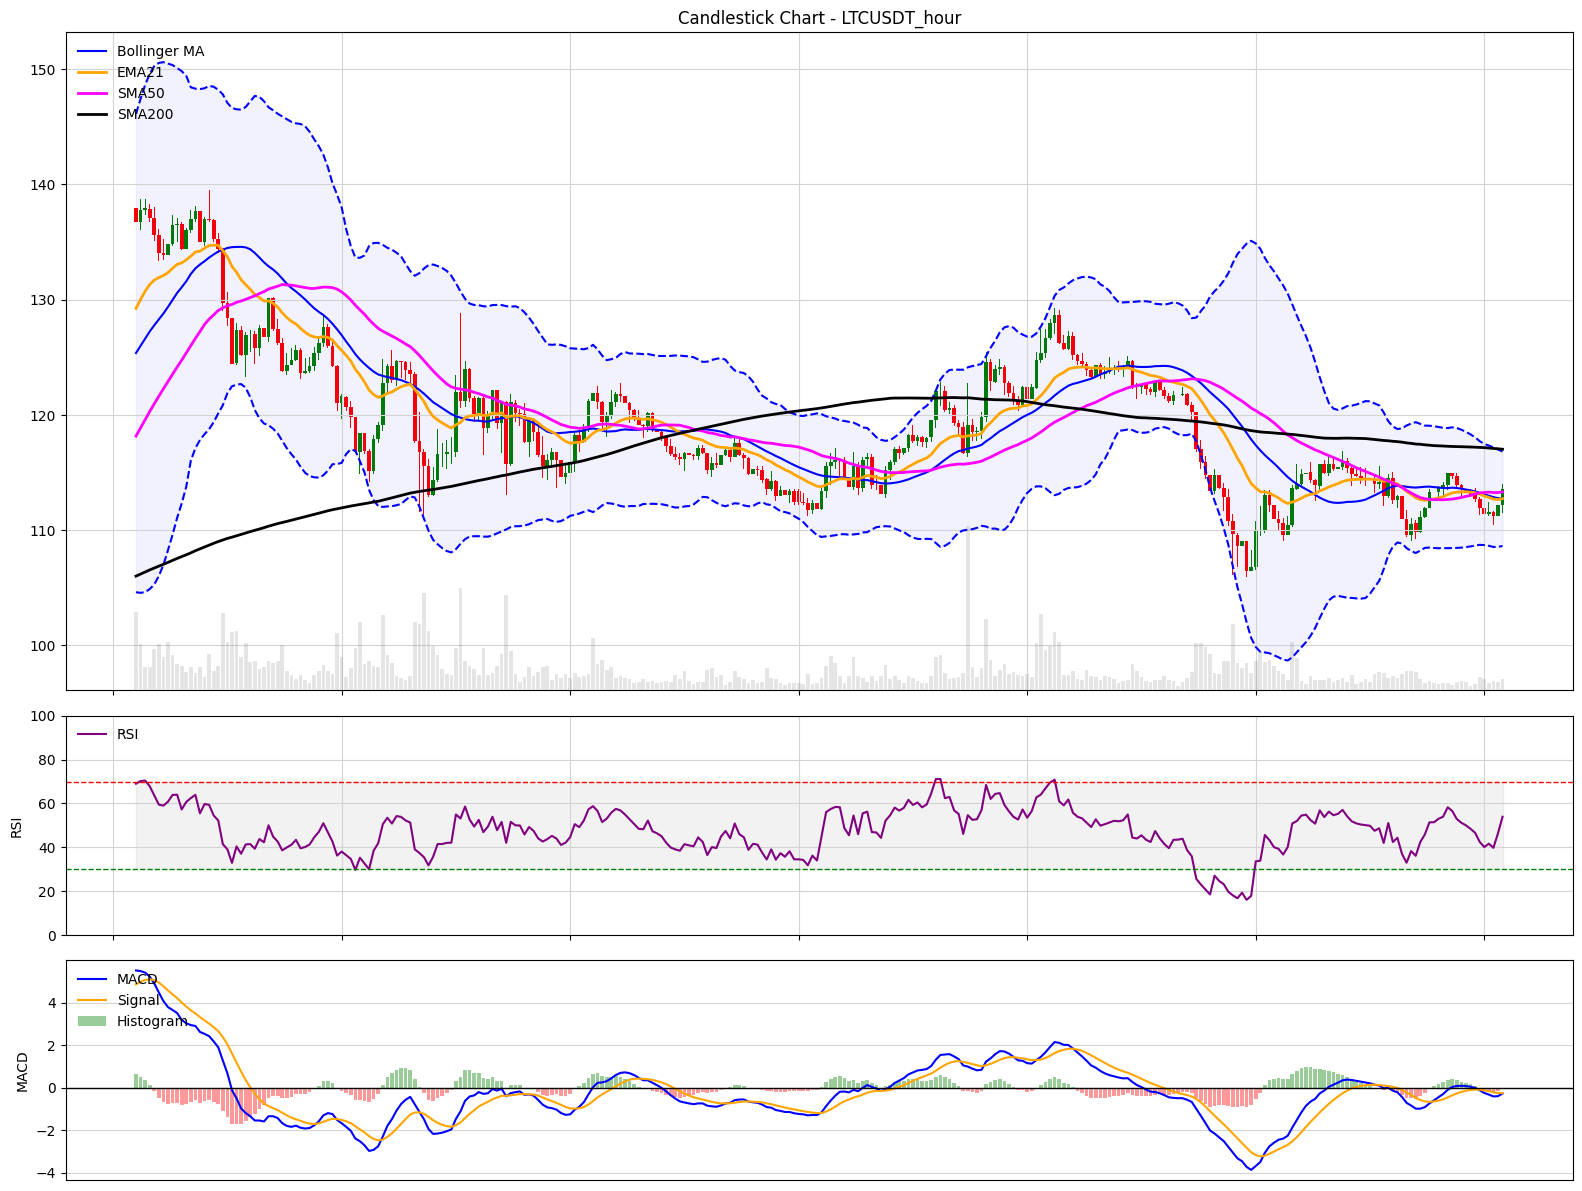 Candlestick Chart - LTCUSDT_hour
Bollinger MA
EMA21
SMA50
SMA200
150
140
130
120
110
100
RSI
100
80
60
40
20
0
RSI
MACD
Signal
Histogram
4
2
0
−2
−4
MACD